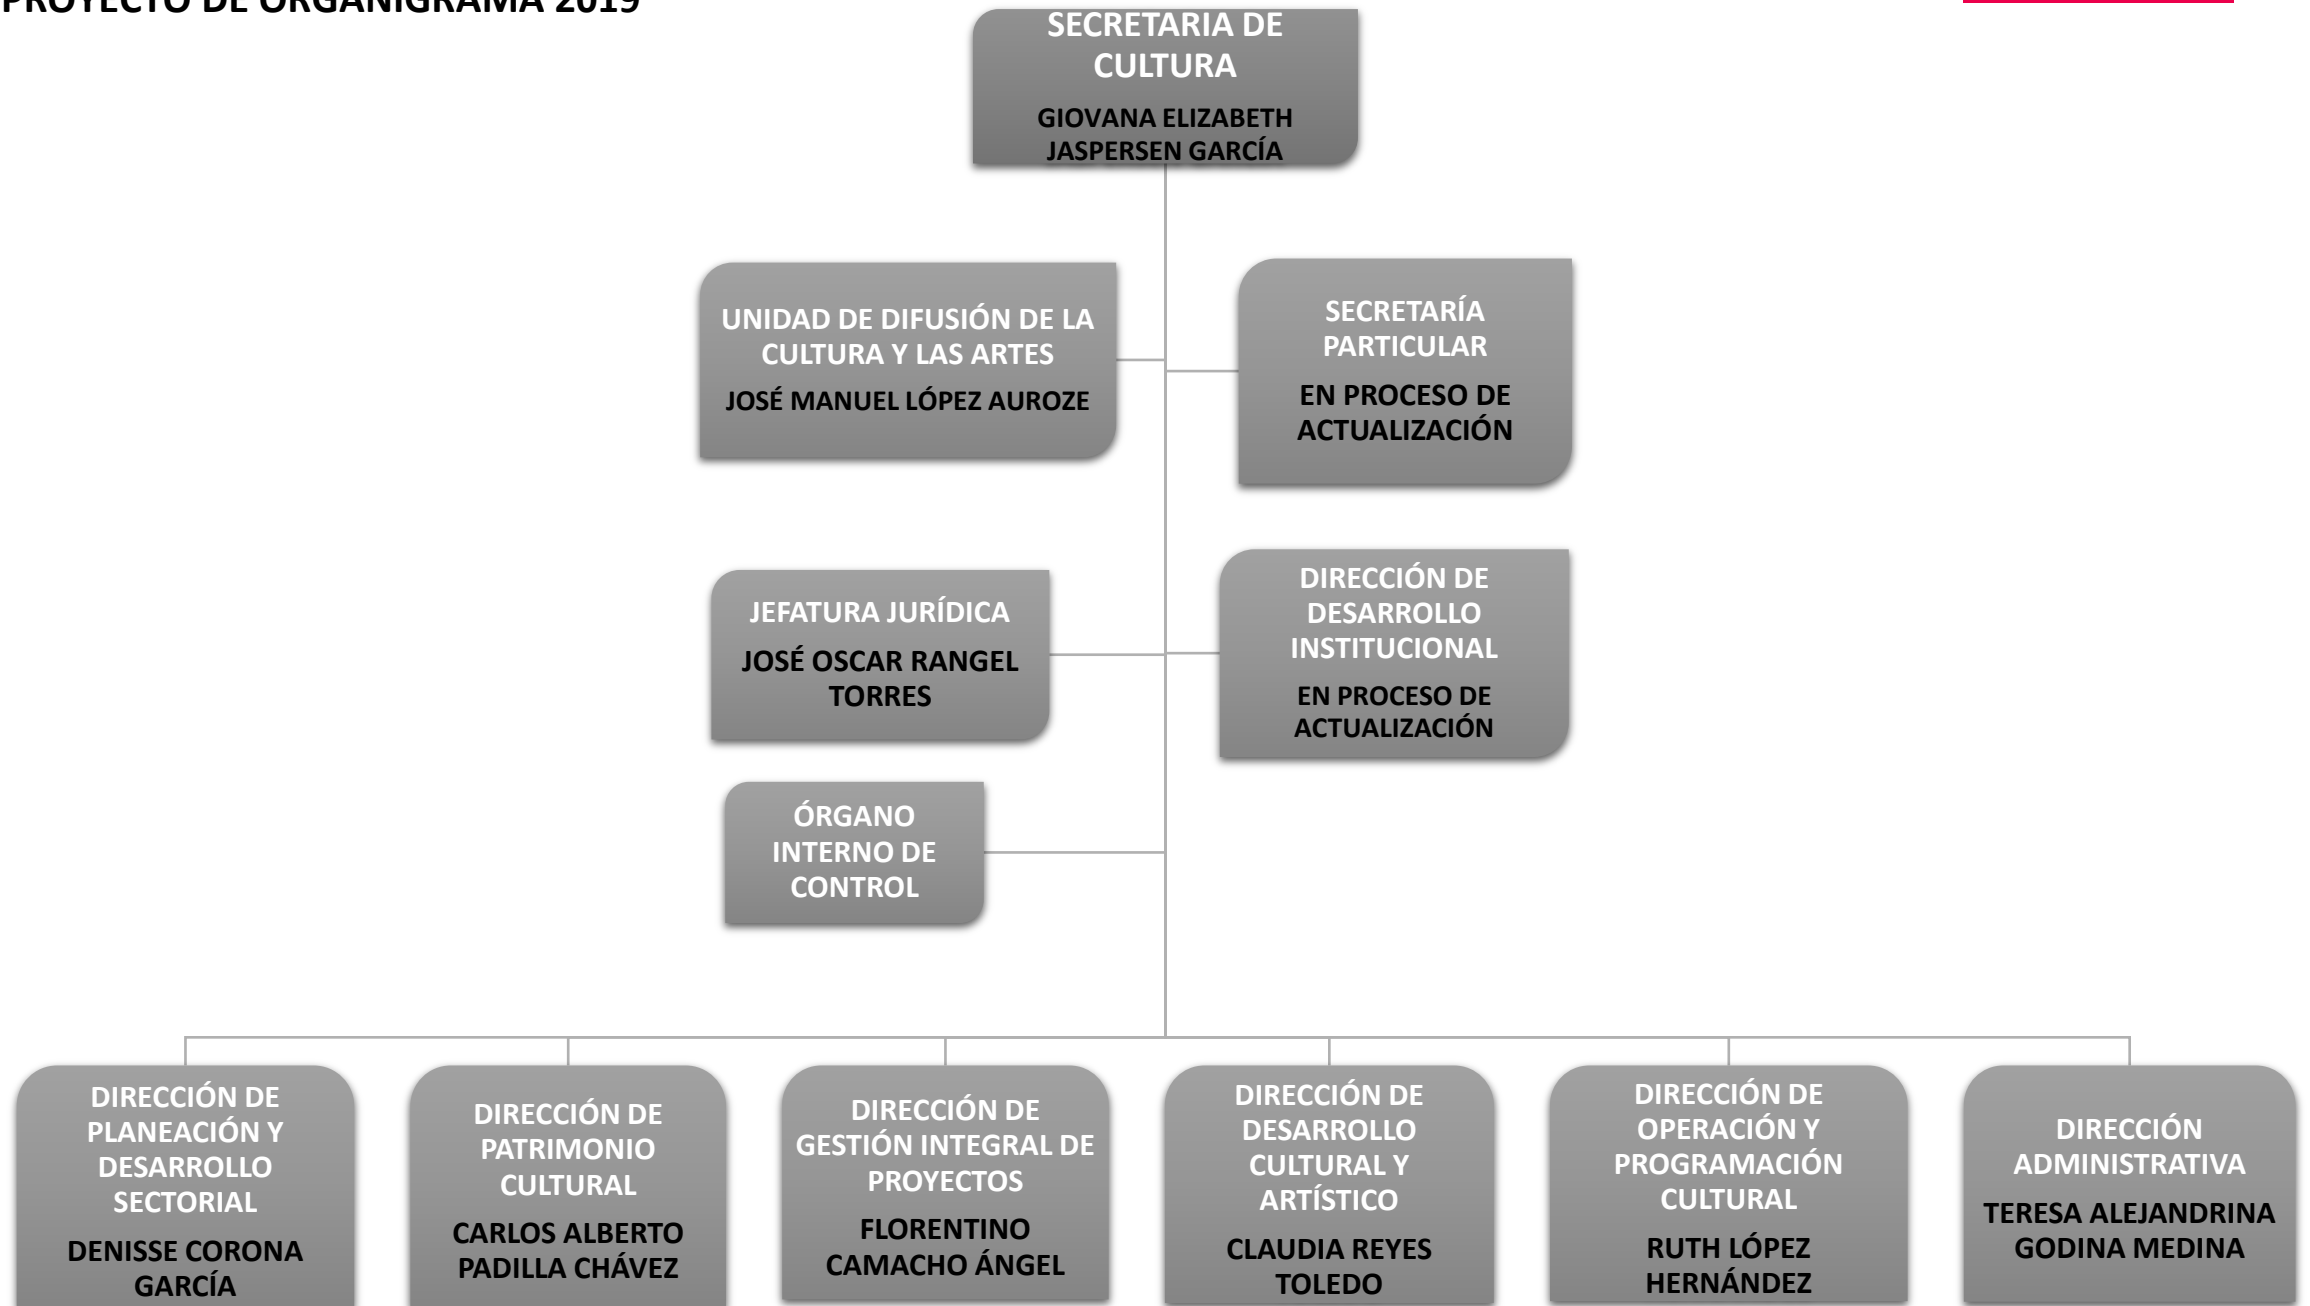 PROYECTO DE ORGANIGRAMA 2019
SECRETARIA DE
CULTURA
GIOVANA ELIZABETH
JASPERSEN GARCÍA
UNIDAD DE DIFUSIÓN DE LA
CULTURA Y LAS ARTES
JOSÉ MANUEL LÓPEZ AUROZE
SECRETARÍA
PARTICULAR
EN PROCESO DE
ACTUALIZACIÓN
JEFATURA JURÍDICA
JOSÉ OSCAR RANGEL
TORRES
DIRECCIÓN DE
DESARROLLO
INSTITUCIONAL
EN PROCESO DE
ACTUALIZACIÓN
ÓRGANO
INTERNO DE
CONTROL
DIRECCIÓN DE
PLANEACIÓN Y
DESARROLLO
SECTORIAL
DENISSE CORONA
GARCÍA
DIRECCIÓN DE
PATRIMONIO
CULTURAL
CARLOS ALBERTO
PADILLA CHÁVEZ
DIRECCIÓN DE
GESTIÓN INTEGRAL DE
PROYECTOS
FLORENTINO
CAMACHO ÁNGEL
DIRECCIÓN DE
DESARROLLO
CULTURAL Y
ARTÍSTICO
CLAUDIA REYES
TOLEDO
DIRECCIÓN DE
OPERACIÓN Y
PROGRAMACIÓN
CULTURAL
RUTH LÓPEZ
HERNÁNDEZ
DIRECCIÓN
ADMINISTRATIVA
TERESA ALEJANDRINA
GODINA MEDINA